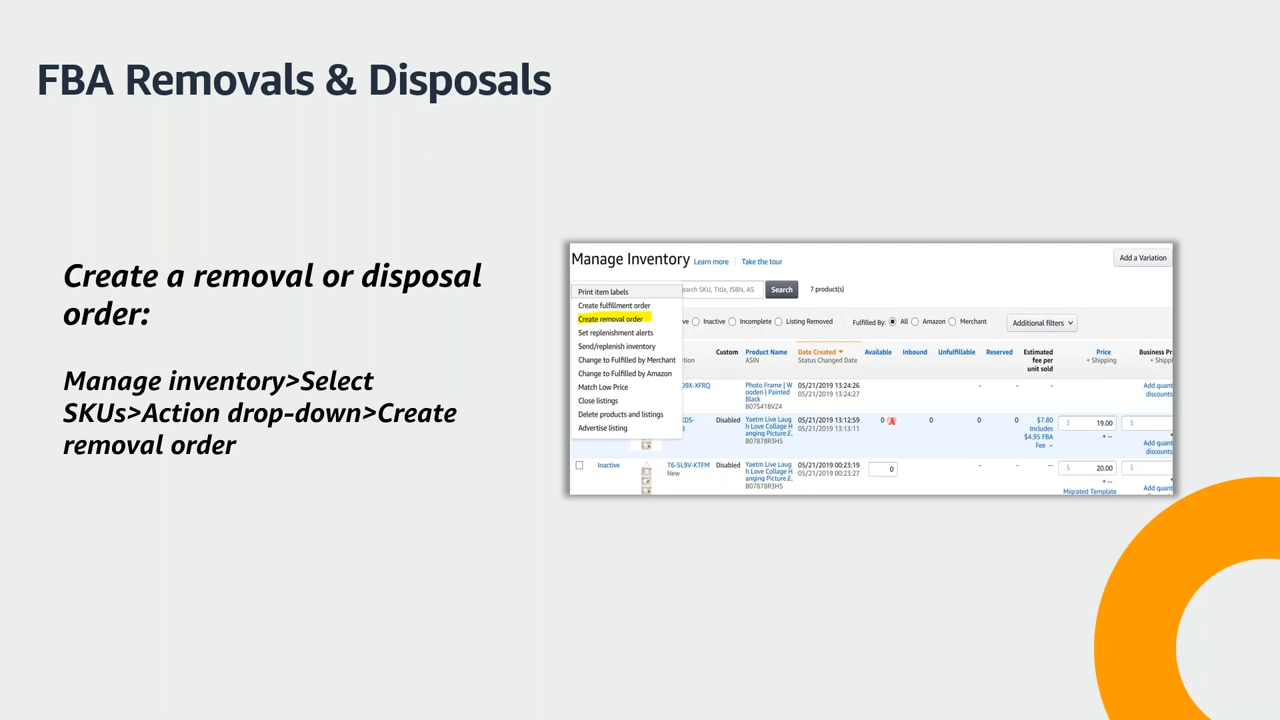 FBA Removals & Disposals
Create a removal or disposal
order:
Manage inventory>Select
SKUs>Action drop-down>Create
removal order
Manage Inventory Learn more Take the tour
Add a Variation
Print item labels
Create fulfillment order
Create removal order
Set replenishment alerts
Send/replenish inventory
Change to Fulfilled by Merchant
Change to Fulfilled by Amazon
Match Low Price
Close listings
Delete products and listings
Advertise listing
SKU, Title, ISBN, AS Search 7 product(s)
Inactive Incomplete Listing Removed Fulfilled By: All Amazon Merchant Additional filters
Custom
Product Name
ASIN
Date Created
Status Changed Date
Available
Inbound
Unfulfillable
Reserved
Estimated
fee per
unit sold
Price
+ Shipping
Business
Photo Frame | W
ooden | Painted
Black
B07S41BVZ4
05/21/2019 13:24:26
05/21/2019 13:24:27
- - --
Add
discounts
Disabled
Yaetm Live Laug
h Love Collage H
anging Picture.E.
B07878R3HS
05/21/2019 13:12:59
05/21/2019 13:13:11
0 0 0 0
$7.80
Includes
$4.95 FBA
Fee
$ 19.00
+ --
$
Add
discounts
Inactive
T6-5L9V-KTFM
New
Disabled
Yaetm Live Laug
h Love Collage H
anging Picture.E.
B07878R3HS
05/21/2019 00:23:19
05/21/2019 00:23:27
0
- - --
$ 20.00
+ --
Migrated Template
$
Add